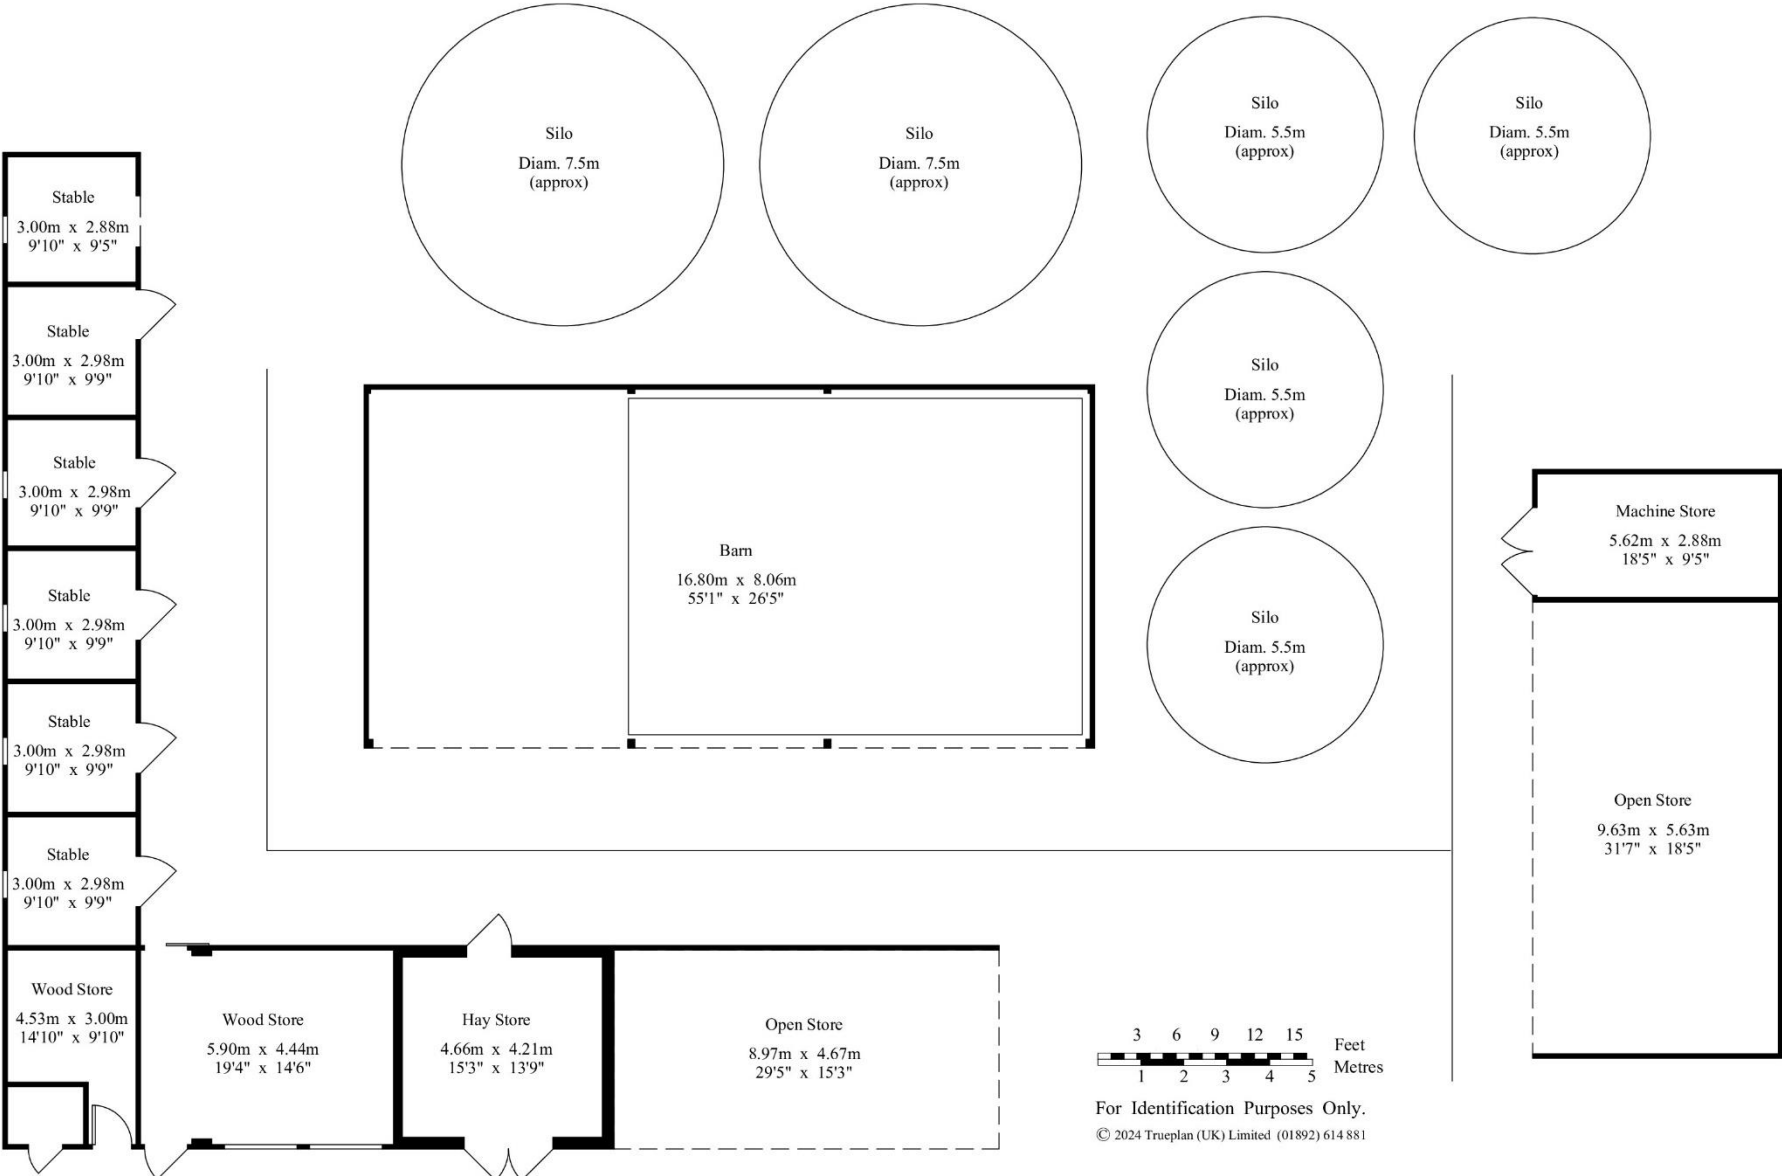 Silo
Diam. 7.5m
(approx)
Silo
Diam. 7.5m
(approx)
Silo
Diam. 5.5m
(approx)
Silo
Diam. 5.5m
(approx)
Stable
3.00m x 2.88m
9'10" x 9'5"
Stable
3.00m x 2.98m
9'10" x 9'9"
Silo
Diam. 5.5m
(approx)
Stable
3.00m x 2.98m
9'10" x 9'9"
Machine Store
5.62m x 2.88m
18'5" x 9'5"
Barn
16.80m x 8.06m
55'1" x 26'5"
Stable
3.00m x 2.98m
9'10" x 9'9"
Silo
Diam. 5.5m
(approx)
Stable
3.00m x 2.98m
9'10" x 9'9"
Open Store
9.63m x 5.63m
31'7" x 18'5"
Stable
3.00m x 2.98m
9'10" x 9'9"
Wood Store
4.53m x 3.00m
14'10" x 9'10"
Wood Store
5.90m x 4.44m
19'4" x 14'6"
Hay Store
4.66m x 4.21m
15'3" x 13'9"
Open Store
8.97m x 4.67m
29'5" x 15'3"
3 6 9 12 15 Feet
1 2 3 4 5 Metres
For Identification Purposes Only.
© 2024 Trueplan (UK) Limited (01892) 614 881